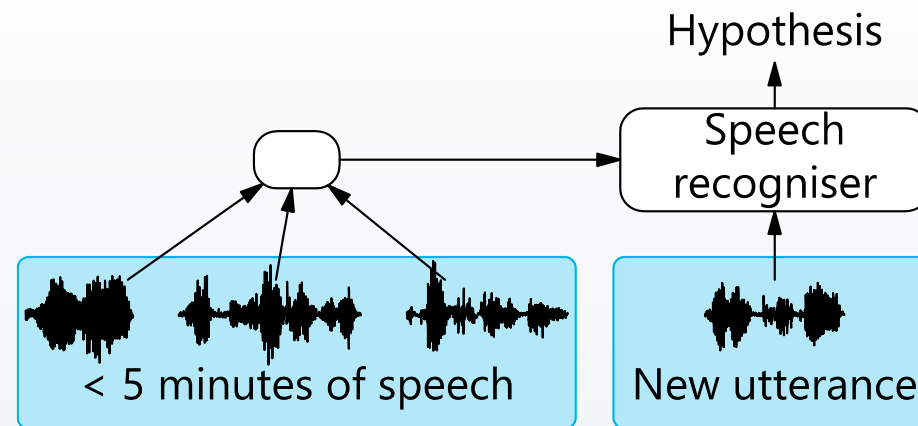 Hypothesis
Speech
recogniser
< 5 minutes of speech
New utterance